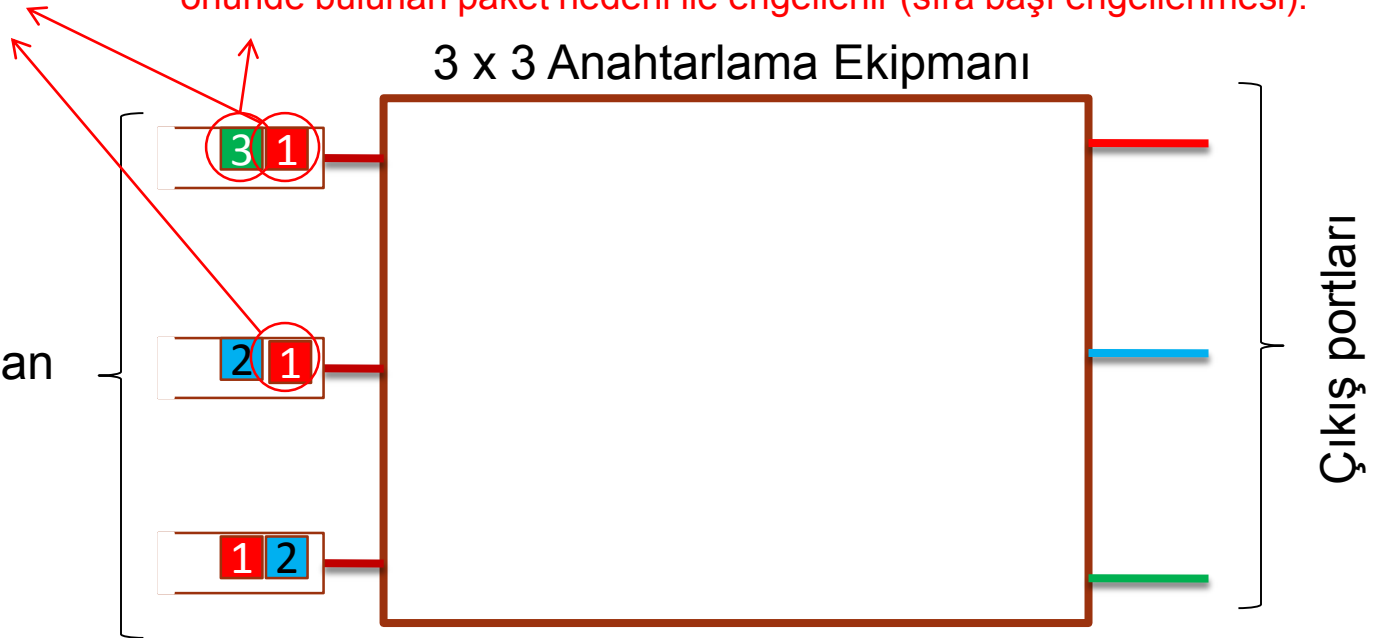 önünde bulunan paket nedeni ile engellenir (sıra başı engellenmesi).
3 x 3 Anahtarlama Ekipmanı
3 1
2 1
an
1 2
Çıkış portları